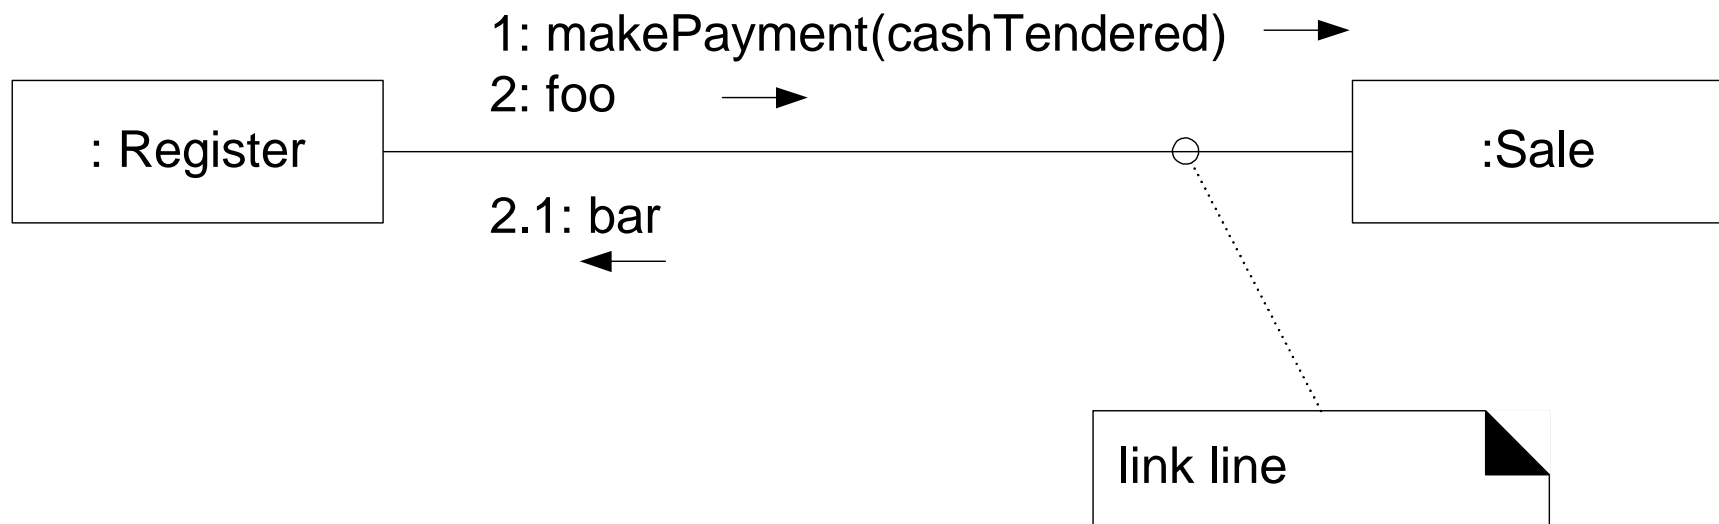 1: makePayment(cashTendered)
2: foo
: Register
:Sale
2.1: bar
link line